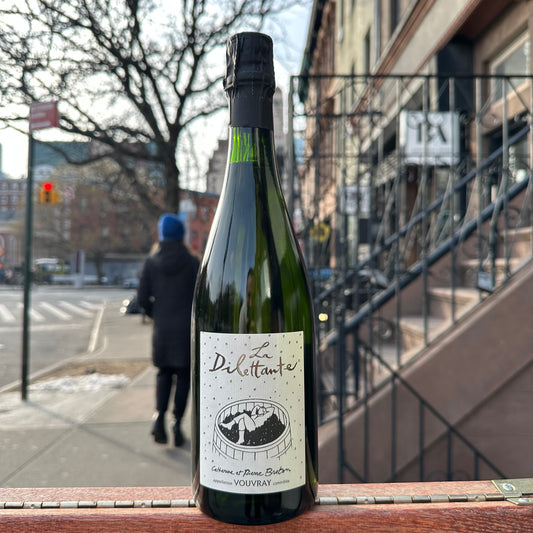 La
Dilettante
Catherine et Pierre Breton
appellation VOUVRAY contrôlée